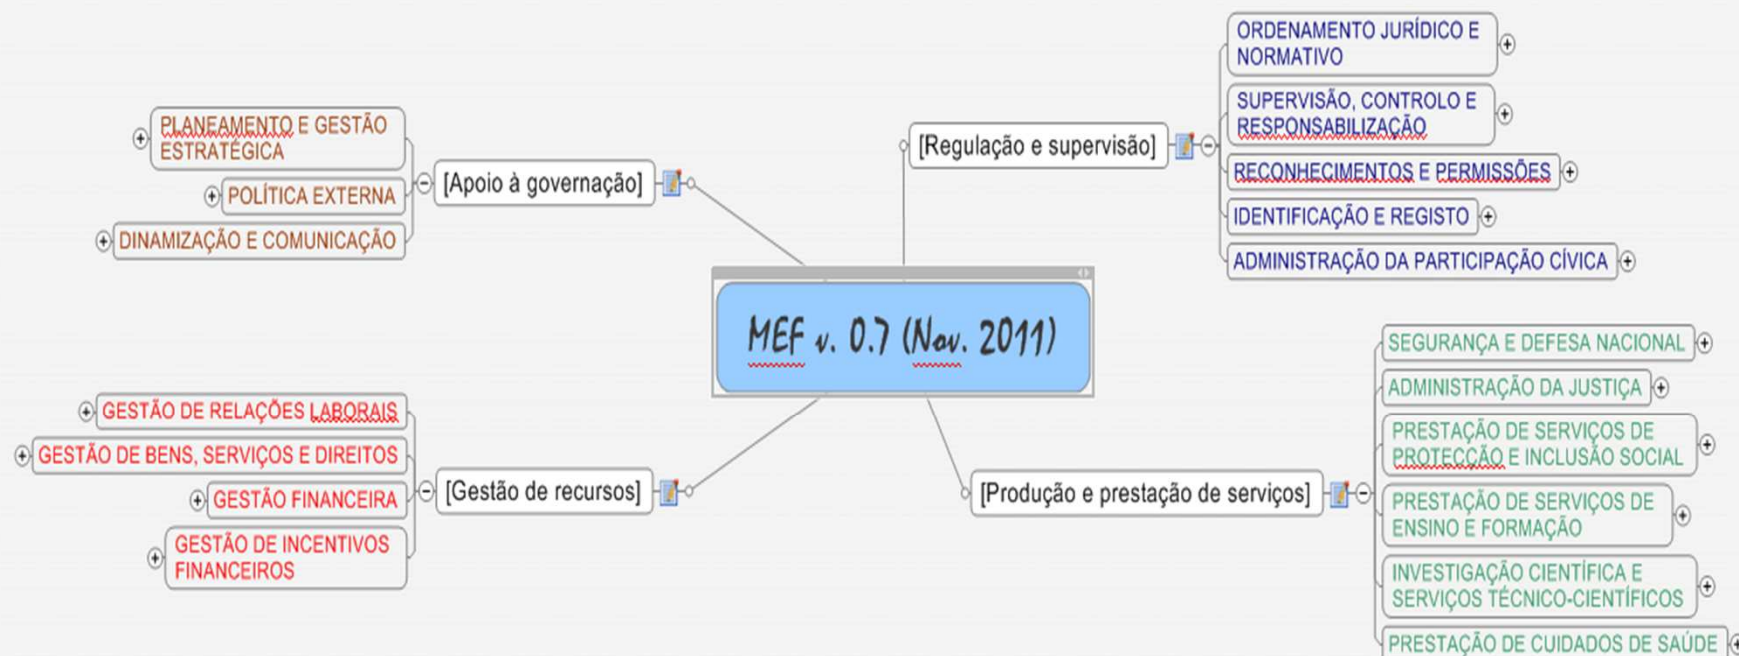 PLANEAMENTO E GESTÃO
ESTRATÉGICA
POLÍTICA EXTERNA
DINAMIZAÇÃO E COMUNICAÇÃO
[Apoio à governação]
[Regulação e supervisão]
ORDENAMENTO JURÍDICO E
NORMATIVO
SUPERVISÃO, CONTROLO E
RESPONSABILIZAÇÃO
RECONHECIMENTOS E PERMISSÕES
IDENTIFICAÇÃO E REGISTO
ADMINISTRAÇÃO DA PARTICIPAÇÃO CÍVICA
MEF v. 0.7 (Nov. 2011)
GESTÃO DE RELAÇÕES LABORAIS
GESTÃO DE BENS, SERVIÇOS E DIREITOS
GESTÃO FINANCEIRA
GESTÃO DE INCENTIVOS
FINANCEIROS
[Gestão de recursos]
[Produção e prestação de serviços]
SEGURANÇA E DEFESA NACIONAL
ADMINISTRAÇÃO DA JUSTIÇA
PRESTAÇÃO DE SERVIÇOS DE
PROTECÇÃO E INCLUSÃO SOCIAL
PRESTAÇÃO DE SERVIÇOS DE
ENSINO E FORMAÇÃO
INVESTIGAÇÃO CIENTÍFICA E
SERVIÇOS TÉCNICO-CIENTÍFICOS
PRESTAÇÃO DE CUIDADOS DE SAÚDE